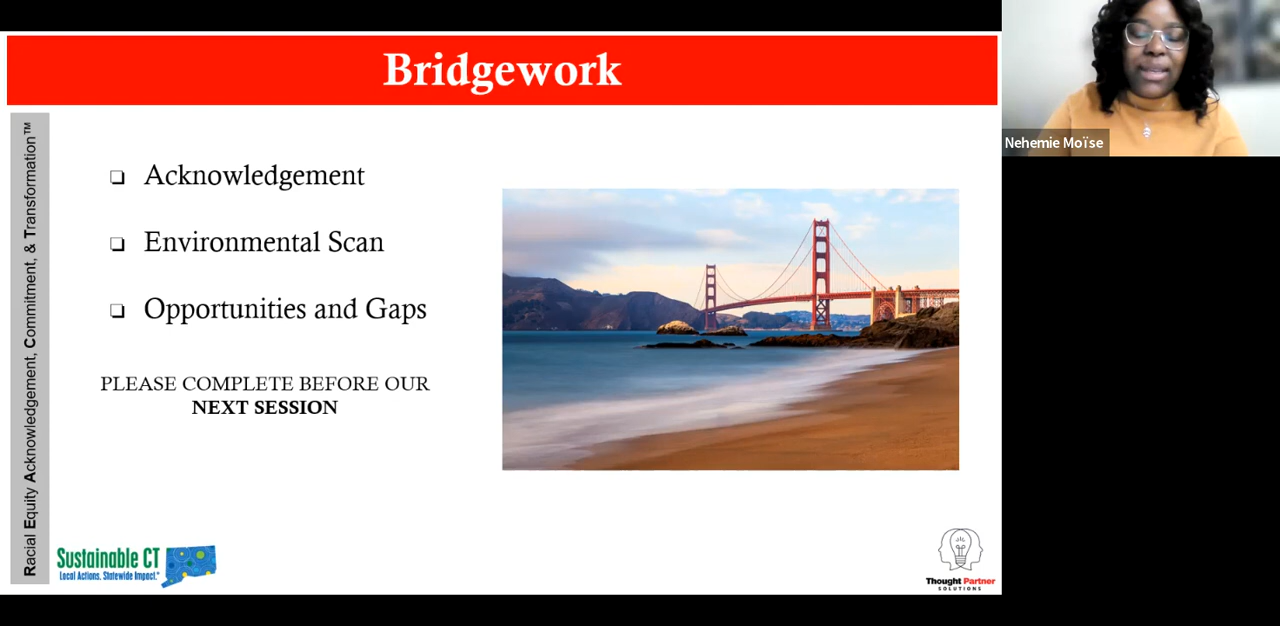 Bridgework
Racial Equity Acknowledgement, Commitment, & Transformation™
❏ Acknowledgement
❏ Environmental Scan
❏ Opportunities and Gaps
PLEASE COMPLETE BEFORE OUR
NEXT SESSION
Sustainable CT
Local Actions. Statewide Impact.®
Thought Partner
SOLUTIONS
Nehemie Moïse